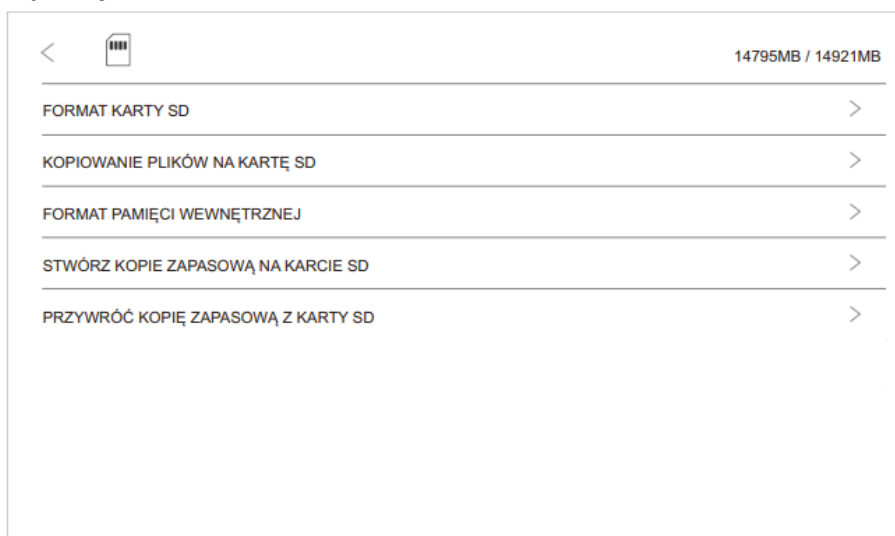 14795MB / 14921MB
FORMAT KARTY SD
KOPIOWANIE PLIKÓW NA KARTĘ SD
FORMAT PAMIĘCI WEWNĘTRZNEJ
STWÓRZ KOPIE ZAPASOWĄ NA KARCIE SD
PRZYWRÓĆ KOPIĘ ZAPASOWĄ Z KARTY SD